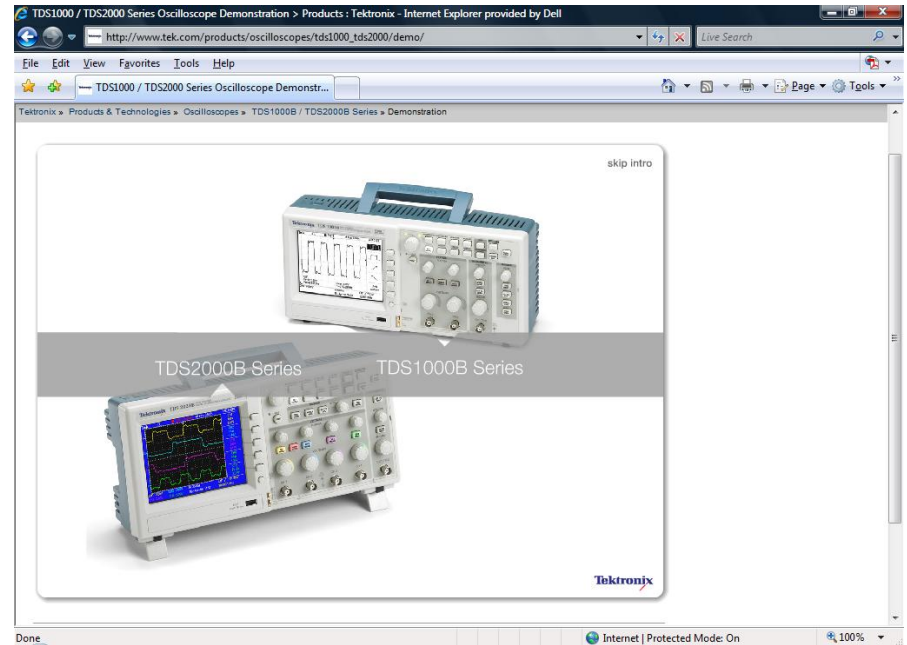 TDS1000 / TDS2000 Series Oscilloscope Demonstration > Products : Tektronix - Internet Explorer provided by Dell
http://www.tek.com/products/oscilloscopes/tds1000_tds2000/demo/
Live Search
File Edit View Favorites Tools Help
TDS1000 / TDS2000 Series Oscilloscope Demonstr...
Page Tools
Tektronix » Products & Technologies » Oscilloscopes » TDS1000B / TDS2000B Series » Demonstration
skip intro
TDS2000B Series
TDS1000B Series
Tektronix
Tektronix
Done
Internet | Protected Mode: On
100%